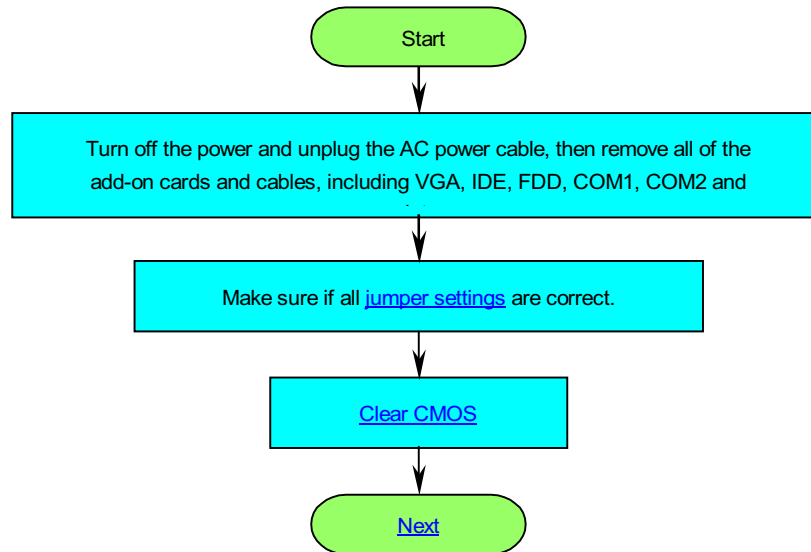 Start
Turn off the power and unplug the AC power cable, then remove all of the
add-on cards and cables, including VGA, IDE, FDD, COM1, COM2 and
Make sure if all jumper settings are correct.
Clear CMOS
Next